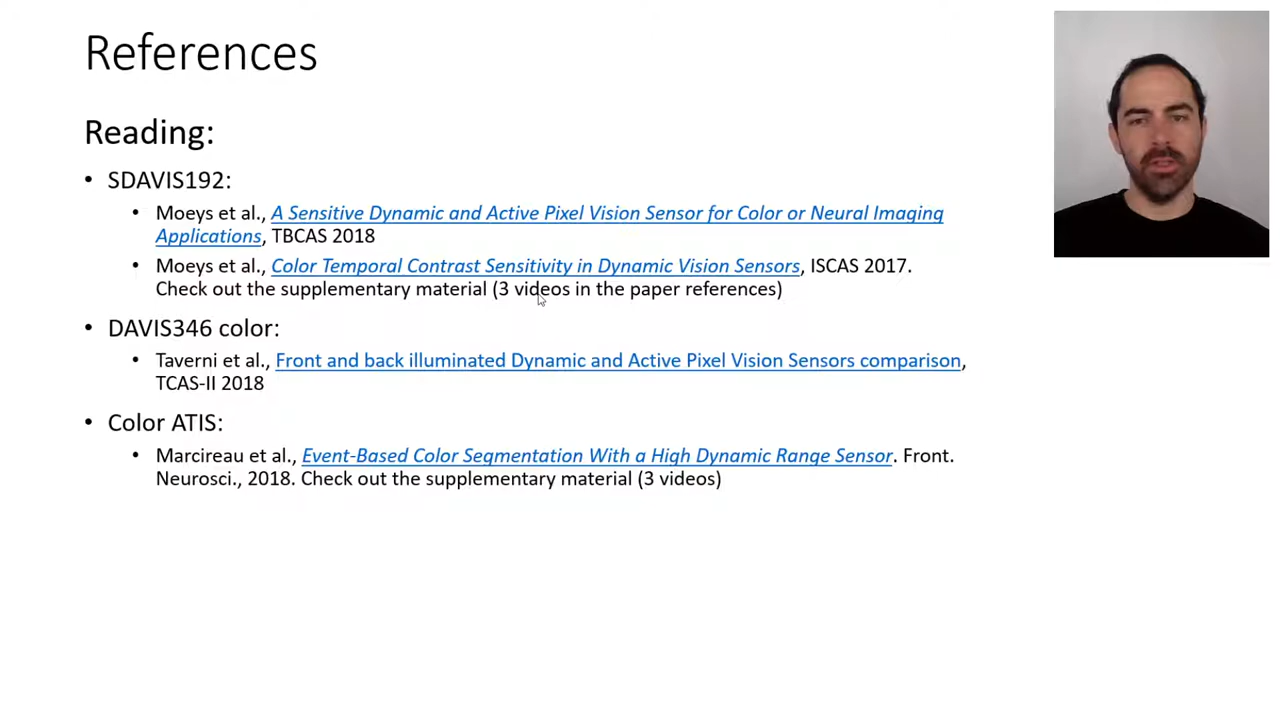 References
Reading:
• SDAVIS192:
• Moeys et al., A Sensitive Dynamic and Active Pixel Vision Sensor for Color or Neural Imaging
Applications, TBCAS 2018
• Moeys et al., Color Temporal Contrast Sensitivity in Dynamic Vision Sensors, ISCAS 2017.
Check out the supplementary material (3 videos in the paper references)
• DAVIS346 color:
• Taverni et al., Front and back illuminated Dynamic and Active Pixel Vision Sensors comparison,
TCAS-II 2018
• Color ATIS:
• Marcireau et al., Event-Based Color Segmentation With a High Dynamic Range Sensor. Front.
Neurosci., 2018. Check out the supplementary material (3 videos)